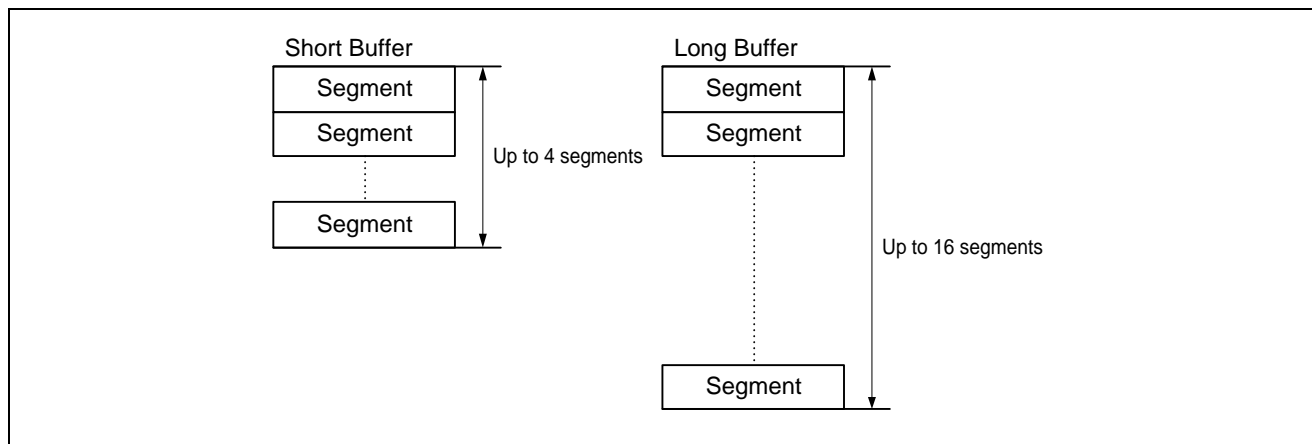 Short Buffer
Segment
Segment
Segment
Up to 4 segments
Long Buffer
Segment
Segment
Segment
Up to 16 segments